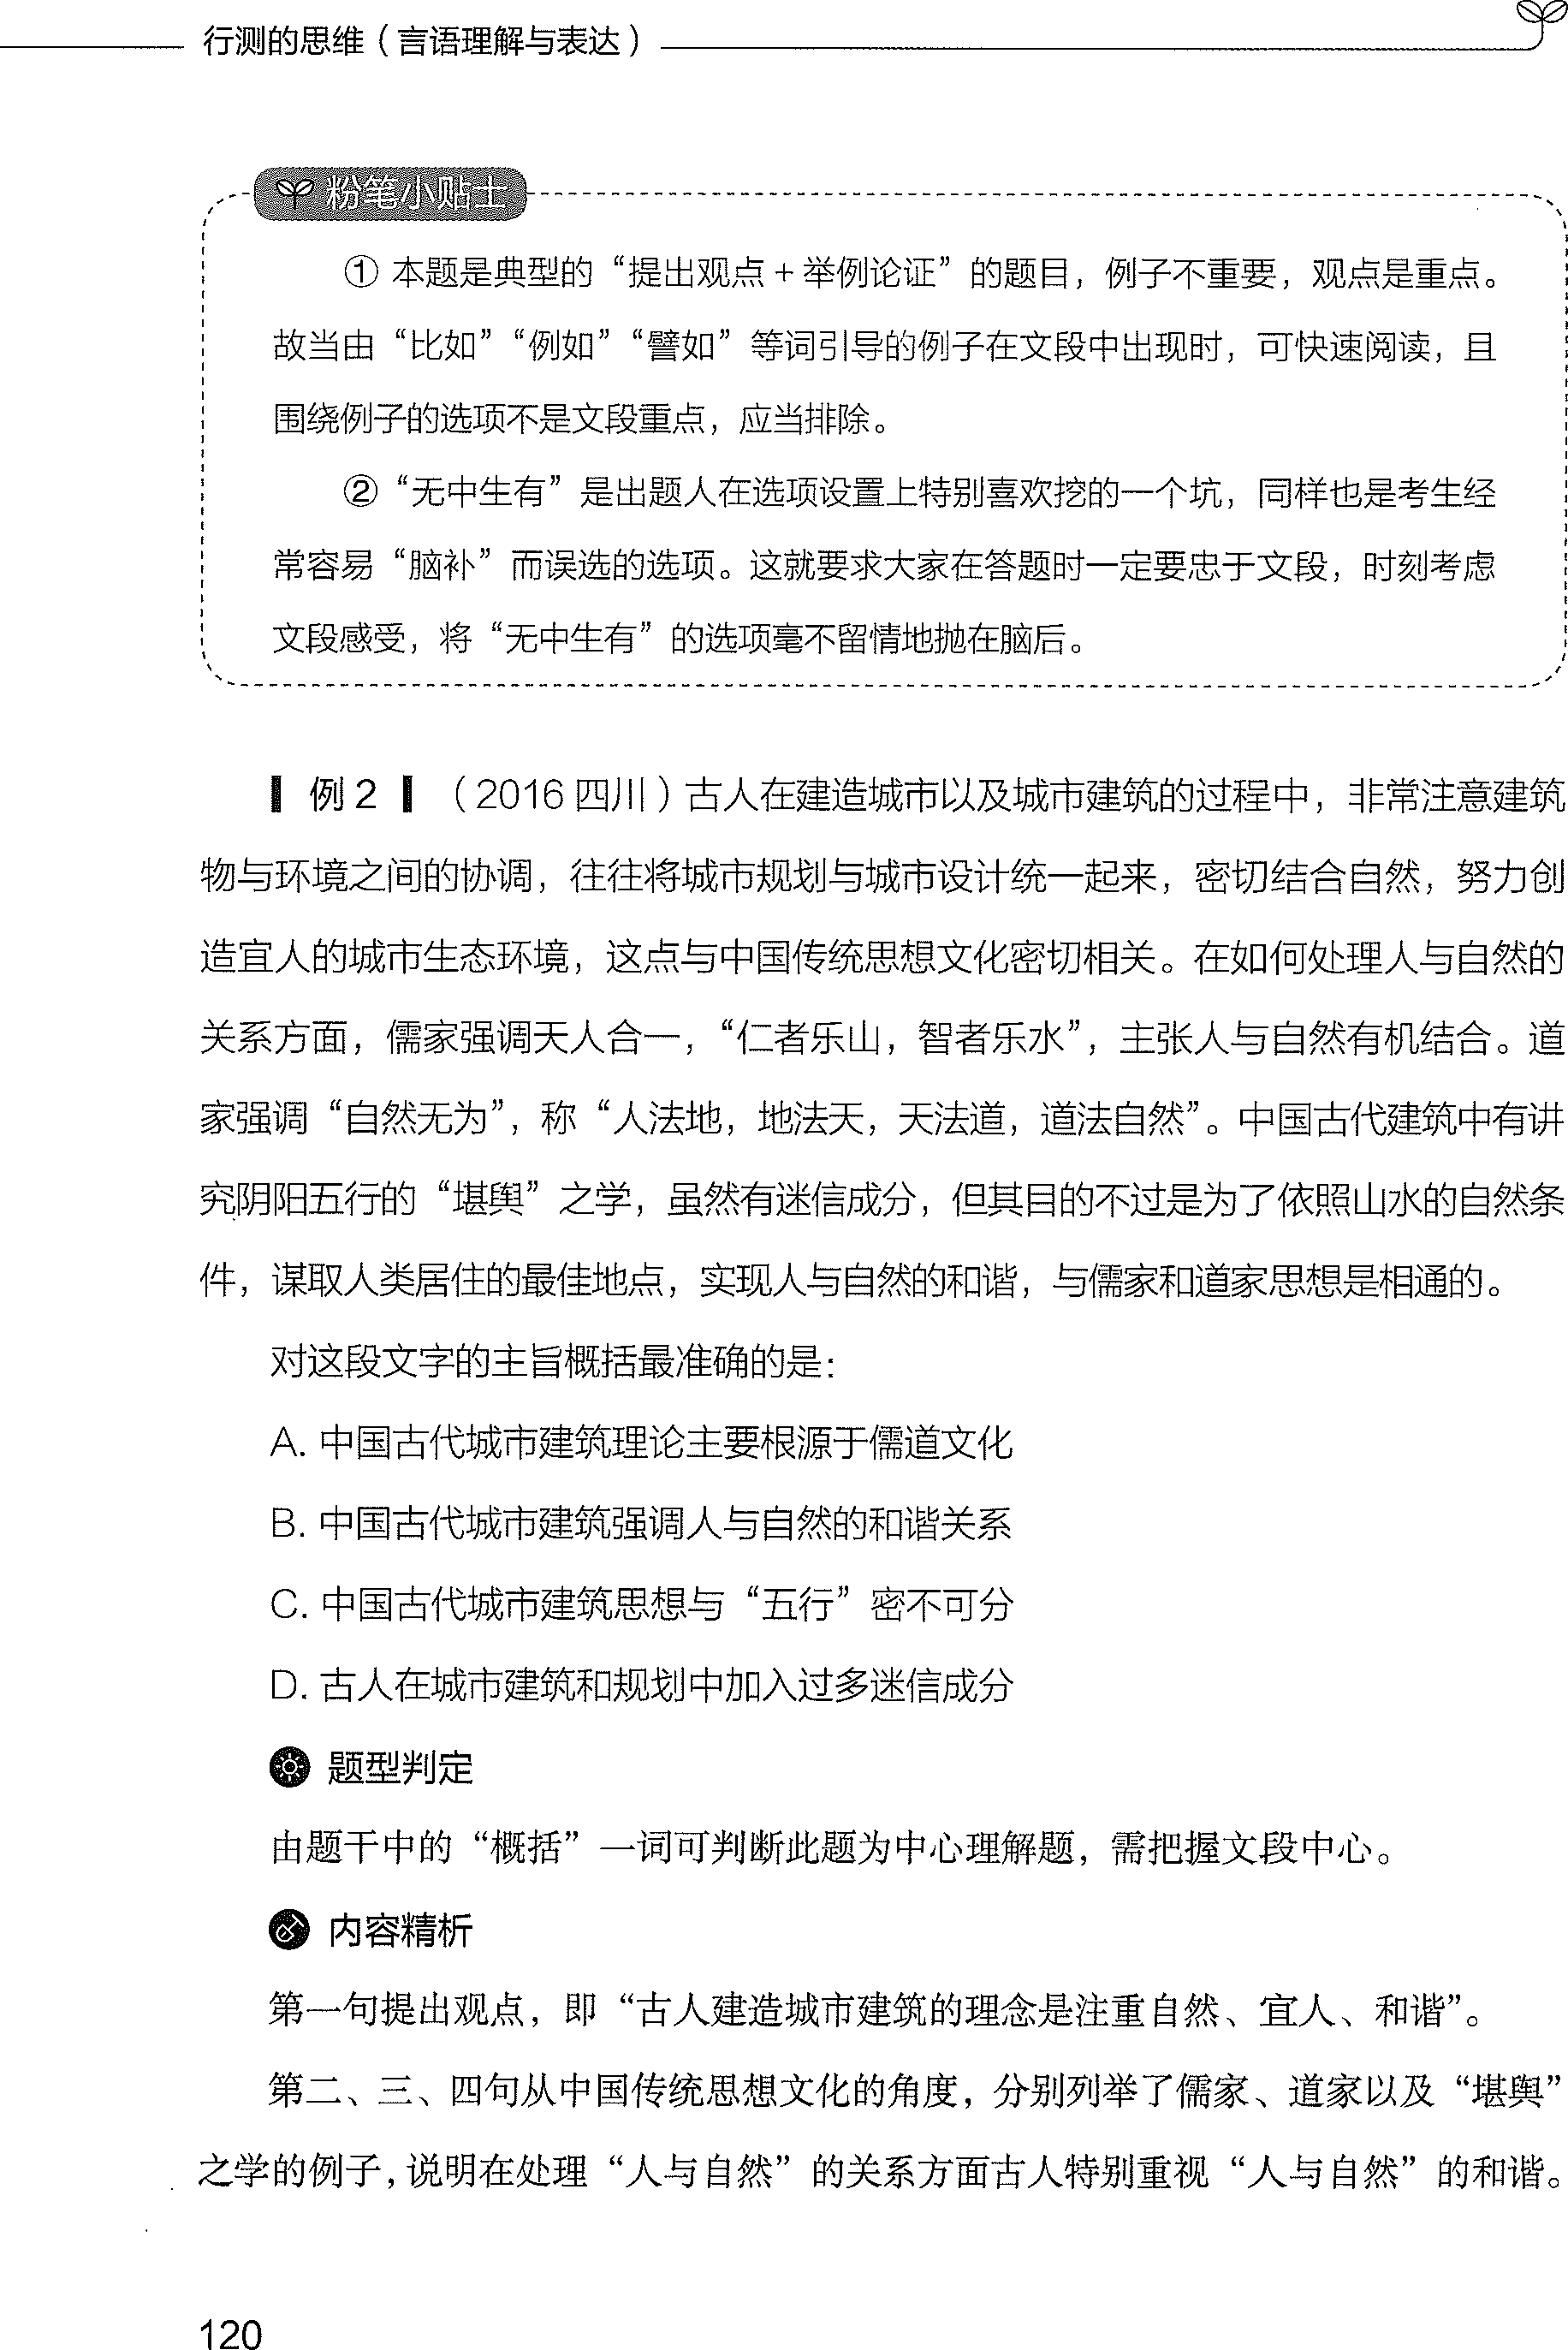 行测的思维（言语理解与表达）
粉笔小贴士
① 本题是典型的“提出观点 + 举例论证”的题目，例子不重要，观点是重点。
故当由“比如”“例如”“譬如”等词引导的例子在文段中出现时，可快速阅读，且
围绕例子的选项不是文段重点，应当排除。
②“无中生有”是出题人在选项设置上特别喜欢挖的一个坑，同样也是考生经
常容易“脑补”而误选的选项。这就要求大家在答题时一定要忠于文段，时刻考虑
文段感受，将“无中生有”的选项毫不留情地抛在脑后。
例 2 （2016 四川）古人在建造城市以及城市建筑的过程中，非常注意建筑
物与环境之间的协调，往往将城市规划与城市设计统一起来，密切结合自然，努力创
造宜人的城市生态环境，这点与中国传统思想文化密切相关。在如何处理人与自然的
关系方面，儒家强调天人合一，“仁者乐山，智者乐水”，主张人与自然有机结合。道
家强调“自然无为”，称“人法地，地法天，天法道，道法自然”。中国古代建筑中有讲
究阴阳五行的“堪舆”之学，虽然有迷信成分，但其目的不过是为了依照山水的自然条
件，谋取人类居住的最佳地点，实现人与自然的和谐，与儒家和道家思想是相通的。
对这段文字的主旨概括最准确的是：
A. 中国古代城市建筑理论主要根源于儒道文化
B. 中国古代城市建筑强调人与自然的和谐关系
C. 中国古代城市建筑思想与“五行”密不可分
D. 古人在城市建筑和规划中加入过多迷信成分
题型判定
由题干中的“概括”一词可判断此题为中心理解题，需把握文段中心。
内容精析
第一句提出观点，即“古人建造城市建筑的理念是注重自然、宜人、和谐”。
第二、三、四句从中国传统思想文化的角度，分别列举了儒家、道家以及“堪舆”
之学的例子，说明在处理“人与自然”的关系方面古人特别重视“人与自然”的和谐。
120